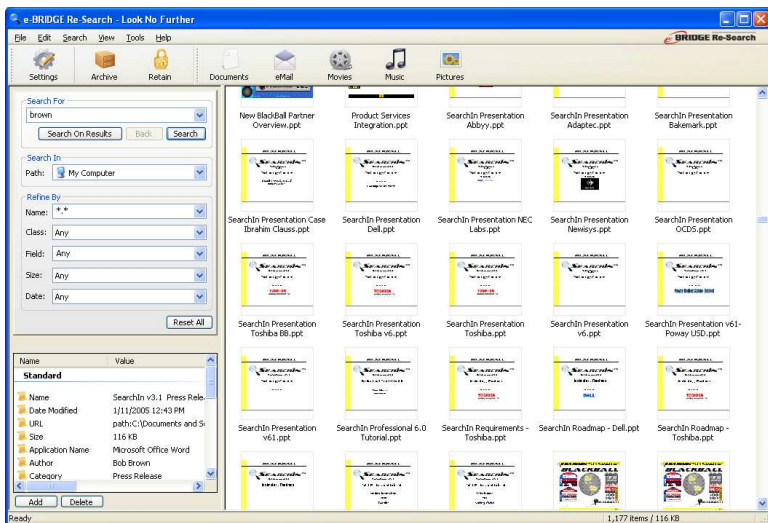 e-BRIDGE Re-Search - Look No Further
File Edit Search View Tools Help
e-BRIDGE Re-Search
Settings Archive Retain Documents eMail Movies Music Pictures
Search For
brown
Search On Results Back Search
Search In
Path: My Computer
Refine By
Name: *.*
Class: Any
Field: Any
Size: Any
Date: Any
Reset All
Name Value
Standard
Name SearchIn v3.1 Press Rele
Date Modified 1/11/2005 12:43 PM
URL path:C:\Documents and S
Size 116 KB
Application Name Microsoft Office Word
Author Bob Brown
Category Press Release
Add Delete
New BlackBall Partner Overview.ppt
Product Services Integration.ppt
SearchIn Presentation Abbyy.ppt
SearchIn Presentation Adaptec.ppt
SearchIn Presentation Bakemark.ppt
SearchIn Presentation Case Ibrahim Clauss.ppt
SearchIn Presentation Dell.ppt
SearchIn Presentation NEC Labs.ppt
SearchIn Presentation Newisys.ppt
SearchIn Presentation OCDS.ppt
SearchIn Presentation Toshiba BB.ppt
SearchIn Presentation Toshiba v6.ppt
SearchIn Presentation Toshiba.ppt
SearchIn Presentation v6.ppt
SearchIn Presentation v61-Poway USD.ppt
SearchIn Presentation v61.ppt
SearchIn Professional 6.0 Tutorial.ppt
SearchIn Requirements - Toshiba.ppt
SearchIn Roadmap - Dell.ppt
SearchIn Roadmap - Toshiba.ppt
Ready
1,177 items / 116 KB